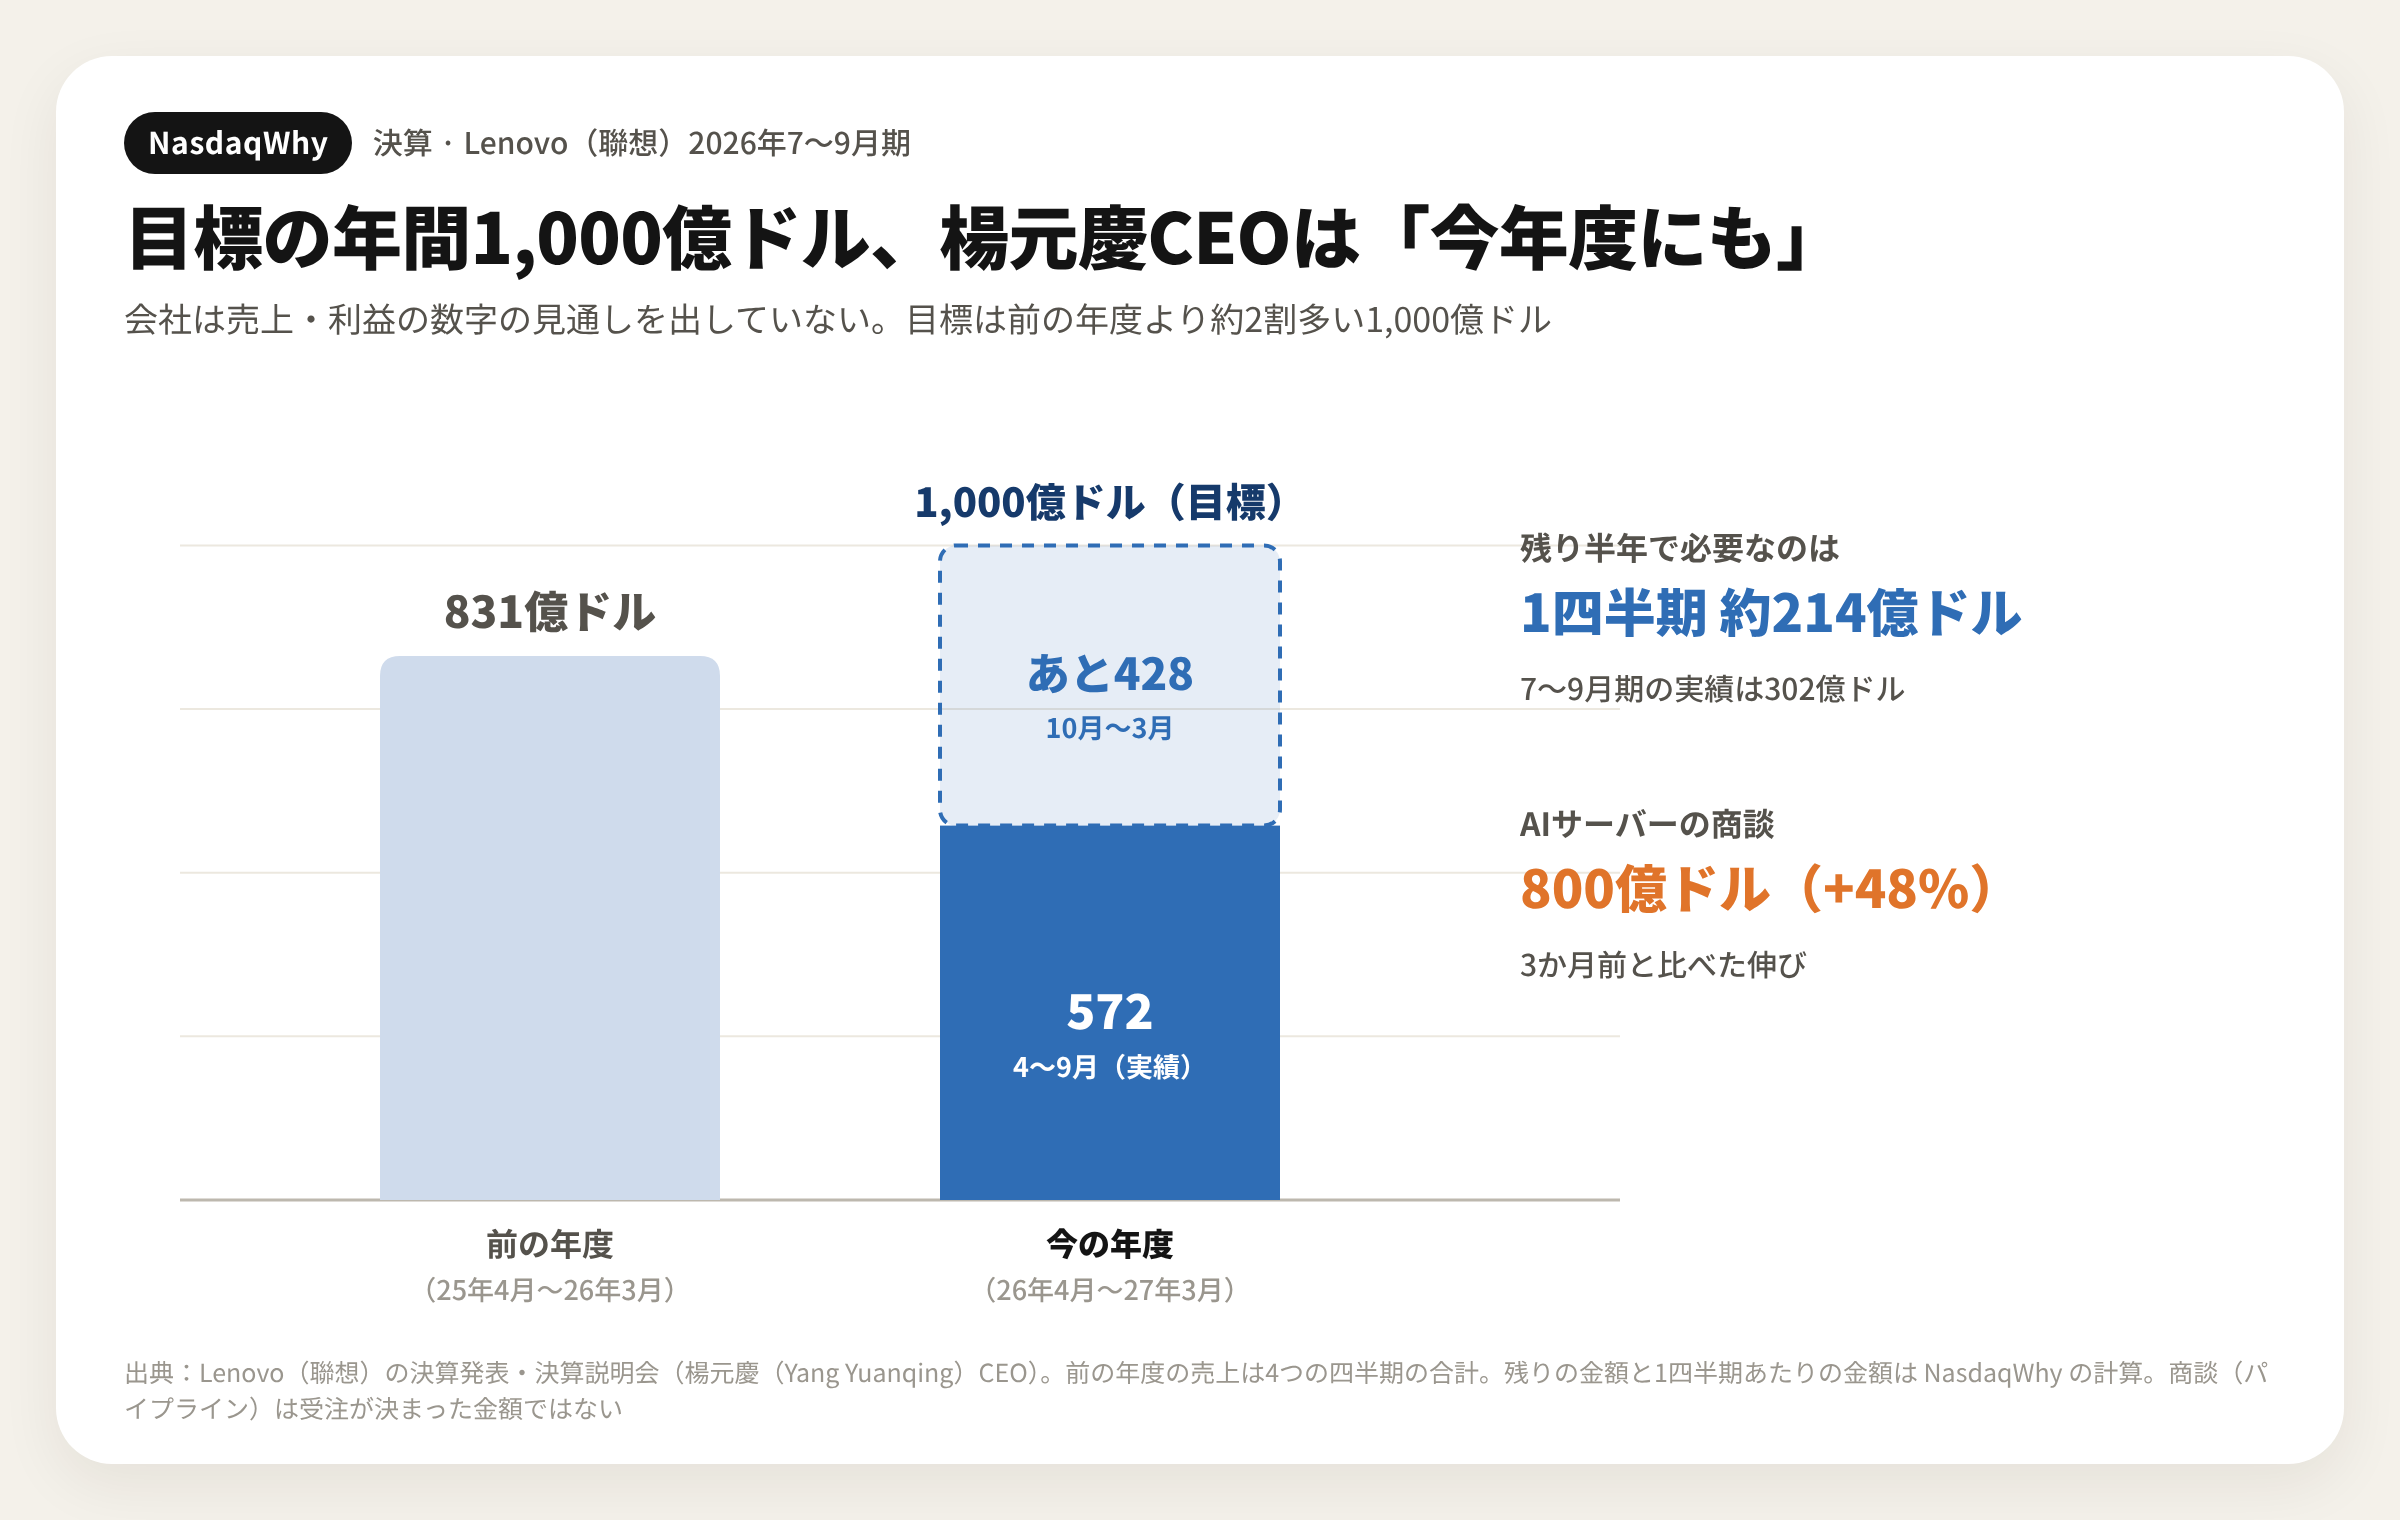 NasdaqWhy 決算 · Lenovo（聯想）2026年7〜9月期
目標の年間1,000億ドル、楊元慶CEOは「今年度にも」
会社は売上・利益の数字の見通しを出していない。目標は前の年度より約2割多い1,000億ドル
1,000億ドル（目標）
831億ドル
あと428
10月〜3月
572
4〜9月（実績）
残り半年で必要なのは
1四半期 約214億ドル
7〜9月期の実績は302億ドル
AIサーバーの商談
800億ドル（+48%）
3か月前と比べた伸び
前の年度
（25年4月〜26年3月）
今の年度
（26年4月〜27年3月）
出典：Lenovo（聯想）の決算発表・決算説明会（楊元慶（Yang Yuanqing）CEO）。前の年度の売上は4つの四半期の合計。残りの金額と1四半期あたりの金額は NasdaqWhy の計算。商談（パ
イプライン）は受注が決まった金額ではない